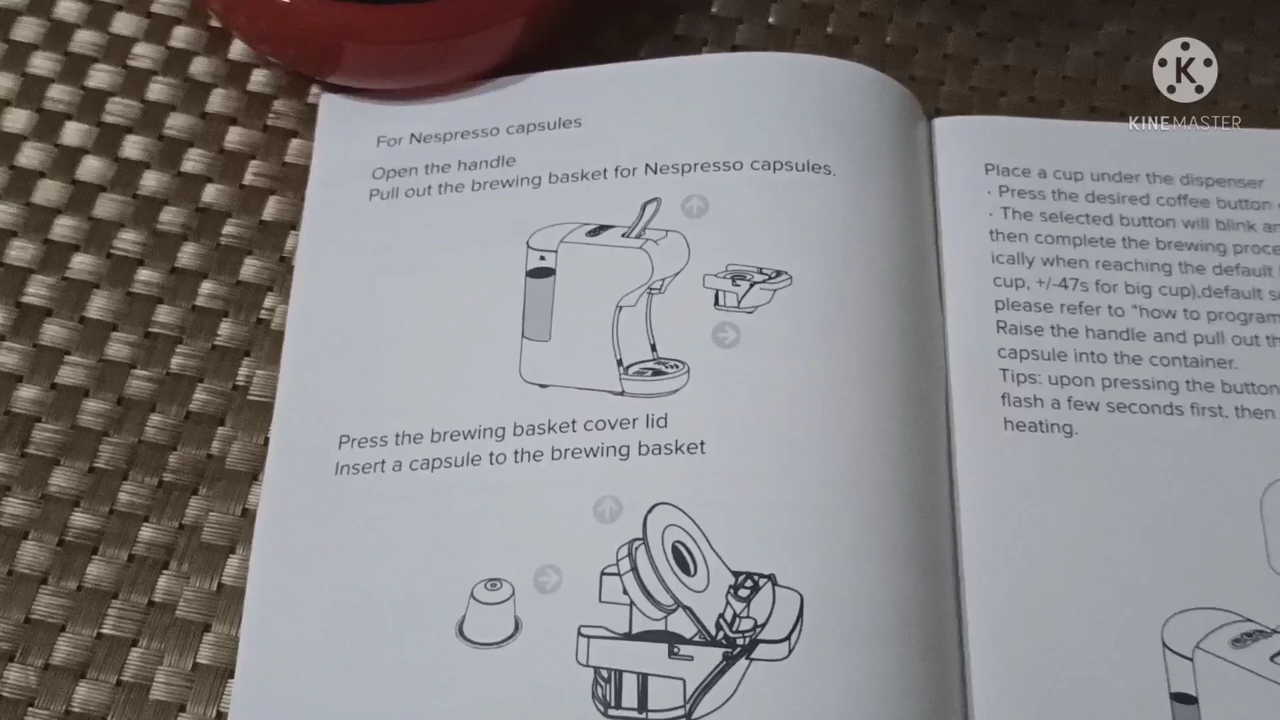 For Nespresso capsules
Open the handle
Pull out the brewing basket for Nespresso capsules.
Press the brewing basket cover lid
Insert a capsule to the brewing basket
Place a cup under the dispenser
· Press the desired coffee button
· The selected button will blink
then complete the brewing
ically when reaching the default
cup, +/-47s for big cup),default
please refer to "how to program
Raise the handle and pull out
capsule into the container.
Tips: upon pressing the button
flash a few seconds first, then
heating.
K
KINEMASTER